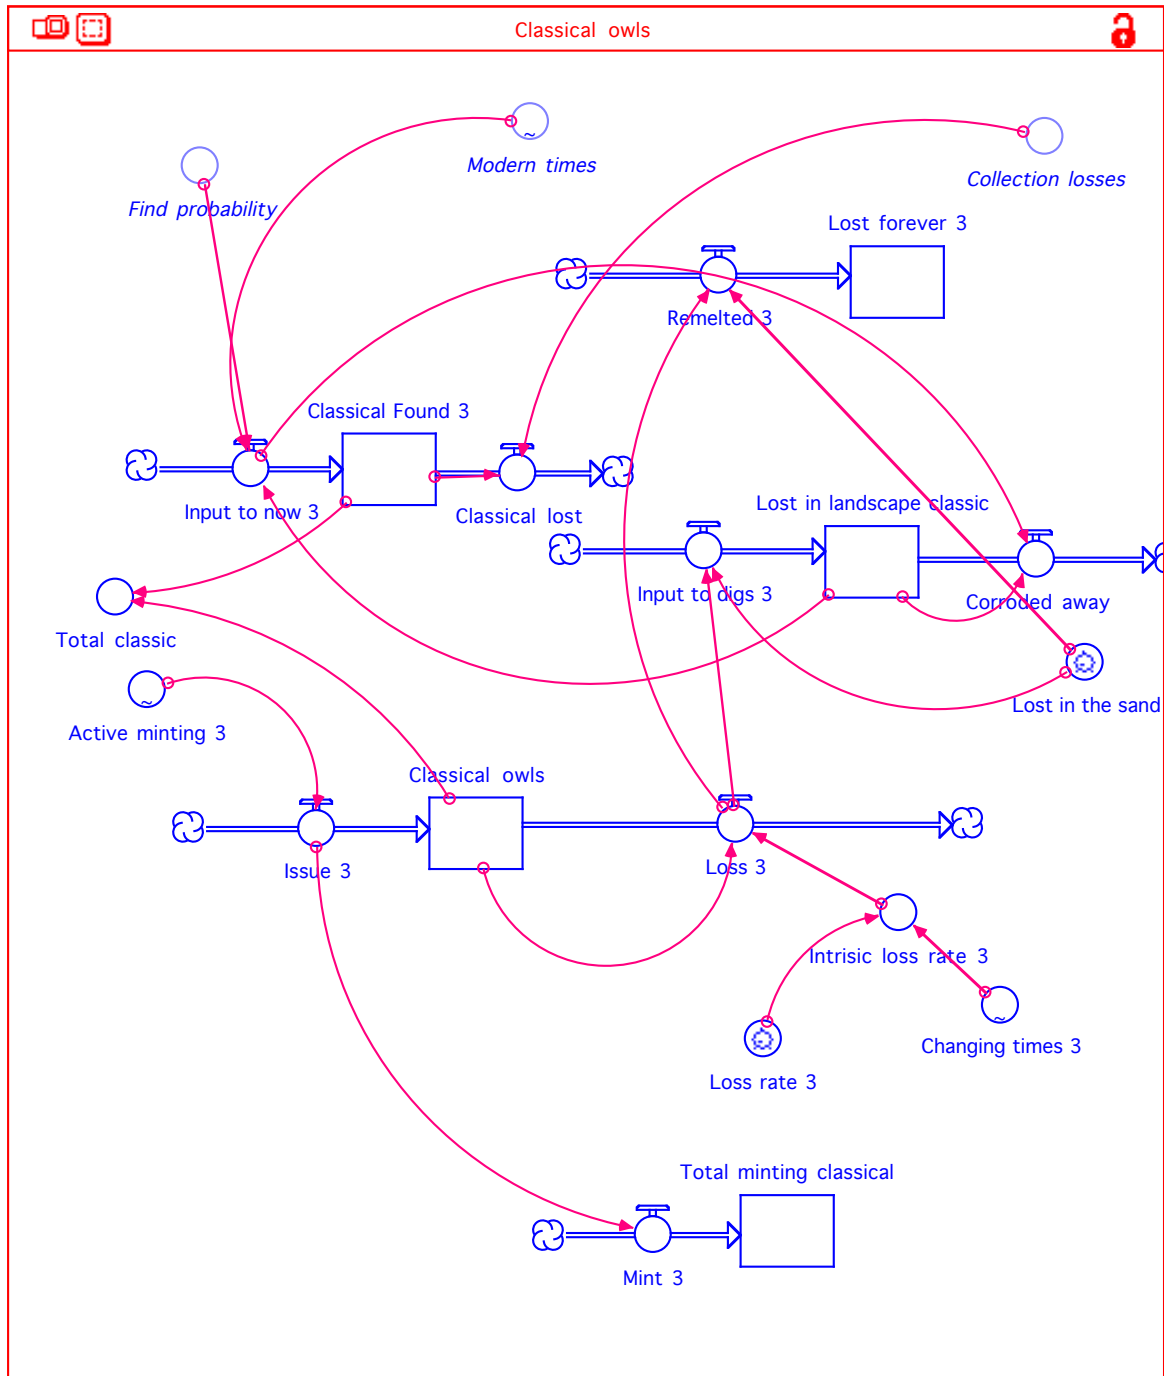 Classical owls
Modern times
Find probability
Collection losses
Lost forever 3
Remelted 3
Classical Found 3
Input to now 3
Classical lost
Lost in landscape classic
Input to digs 3
Corroded away
Total classic
Lost in the sand
Active minting 3
Classical owls
Issue 3
Loss 3
Intrisic loss rate 3
Changing times 3
Loss rate 3
Total minting classical
Mint 3